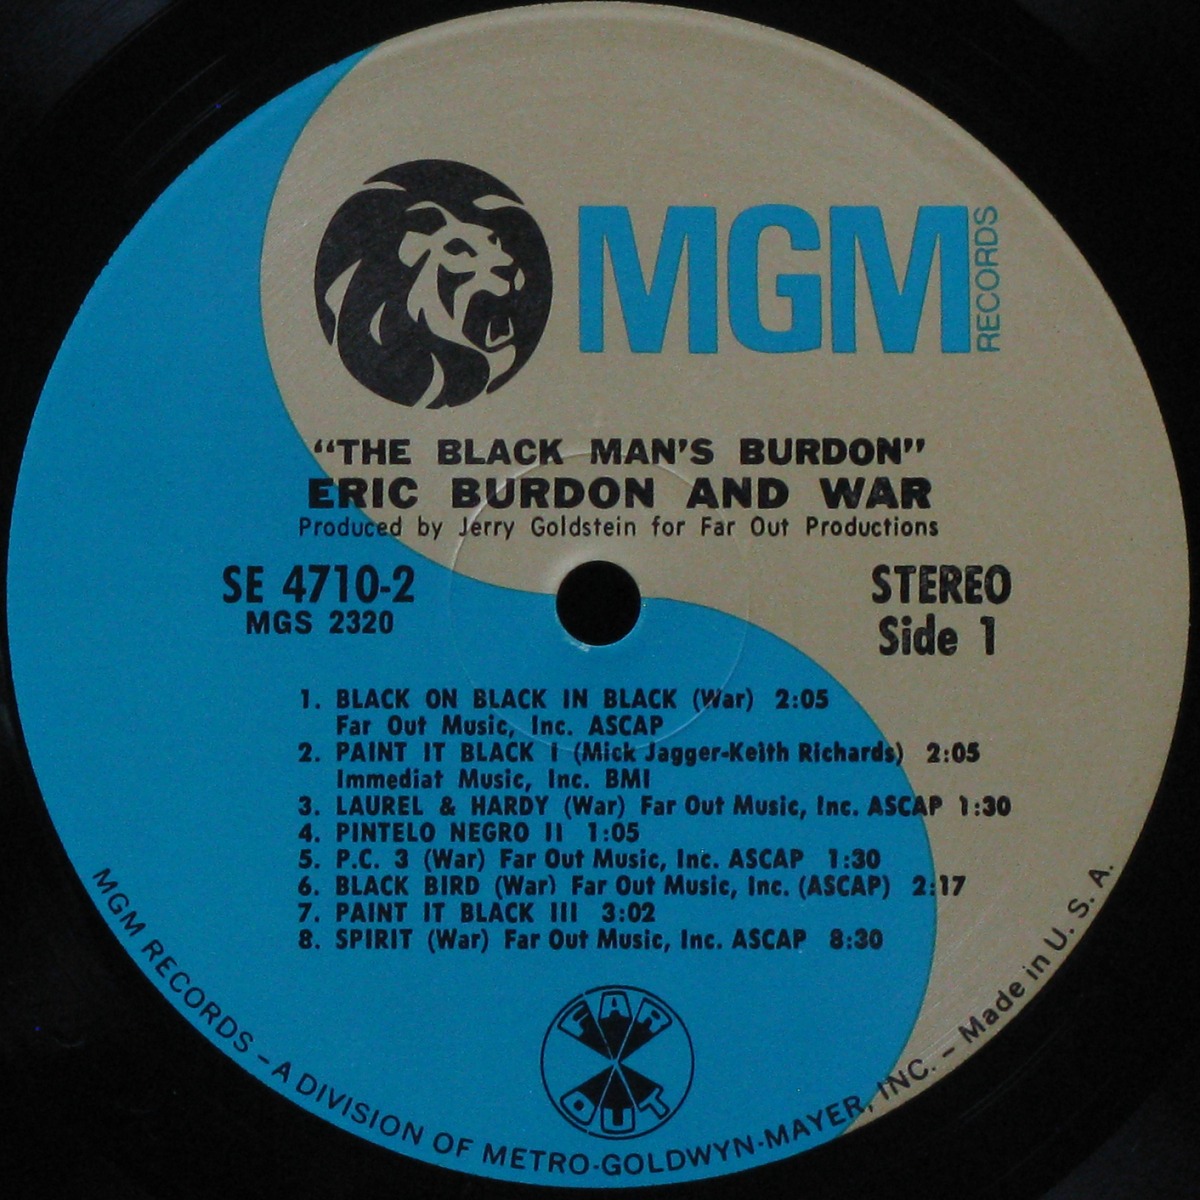 MGM
RECORDS
“THE BLACK MAN'S BURDON”
ERIC BURDON AND WAR
Produced by Jerry Goldstein for Far Out Productions
SE 4710-2
MGS 2320
STEREO
Side 1
1. BLACK ON BLACK IN BLACK (War) 2:05
Far Out Music, Inc. ASCAP
2. PAINT IT BLACK I (Mick Jagger-Keith Richards) 2:05
Immediat Music, Inc. BMI
3. LAUREL & HARDY (War) Far Out Music, Inc. ASCAP 1:30
4. PINTELO NEGRO II 1:05
5. P.C. 3 (War) Far Out Music, Inc. ASCAP 1:30
6. BLACK BIRD (War) Far Out Music, Inc. (ASCAP) 2:17
7. PAINT IT BLACK III 3:02
8. SPIRIT (War) Far Out Music, Inc. ASCAP 8:30
FAR
OUT
MGM RECORDS – A DIVISION OF METRO-GOLDWYN-MAYER, INC. – Made in U. S. A.